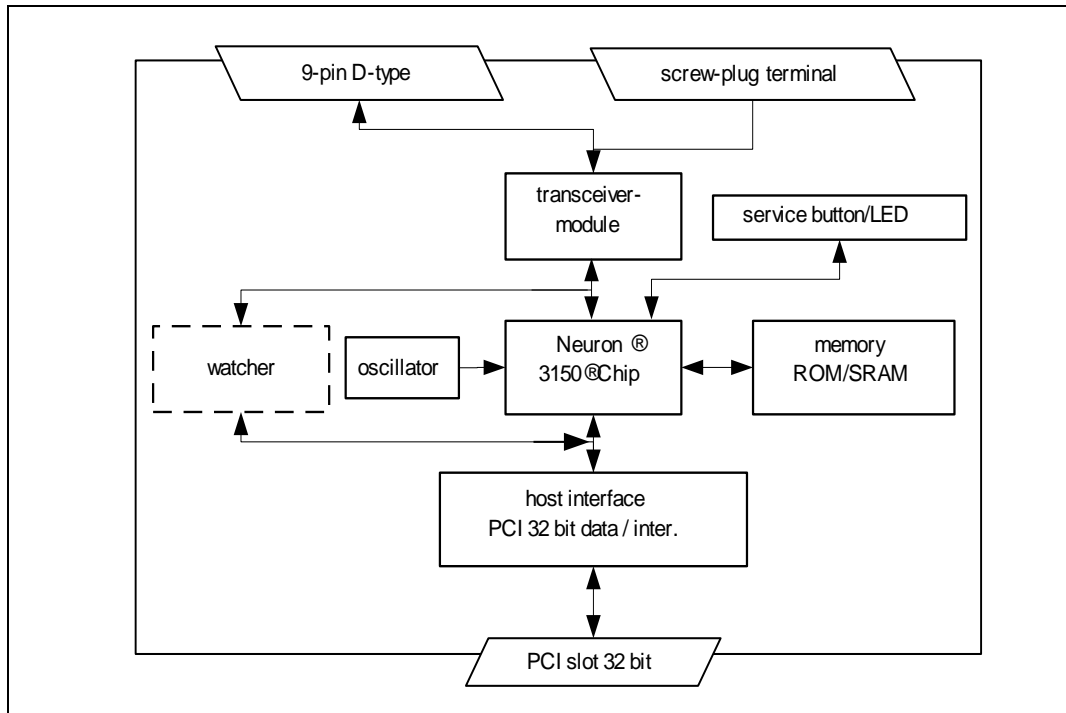 9-pin D-type
screw-plug terminal
transceiver-
module
service button/LED
watcher
oscillator
Neuron ®
3150®Chip
memory
ROM/SRAM
host interface
PCI 32 bit data / inter.
PCI slot 32 bit